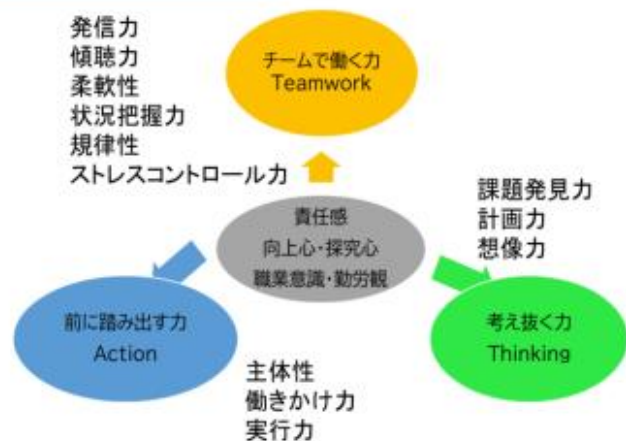 発信力
傾聴力
柔軟性
状況把握力
規律性
ストレスコントロール力
チームで働く力
Teamwork
責任感
向上心・探究心
職業意識・勤労観
課題発見力
計画力
想像力
前に踏み出す力
Action
考え抜く力
Thinking
主体性
働きかけ力
実行力